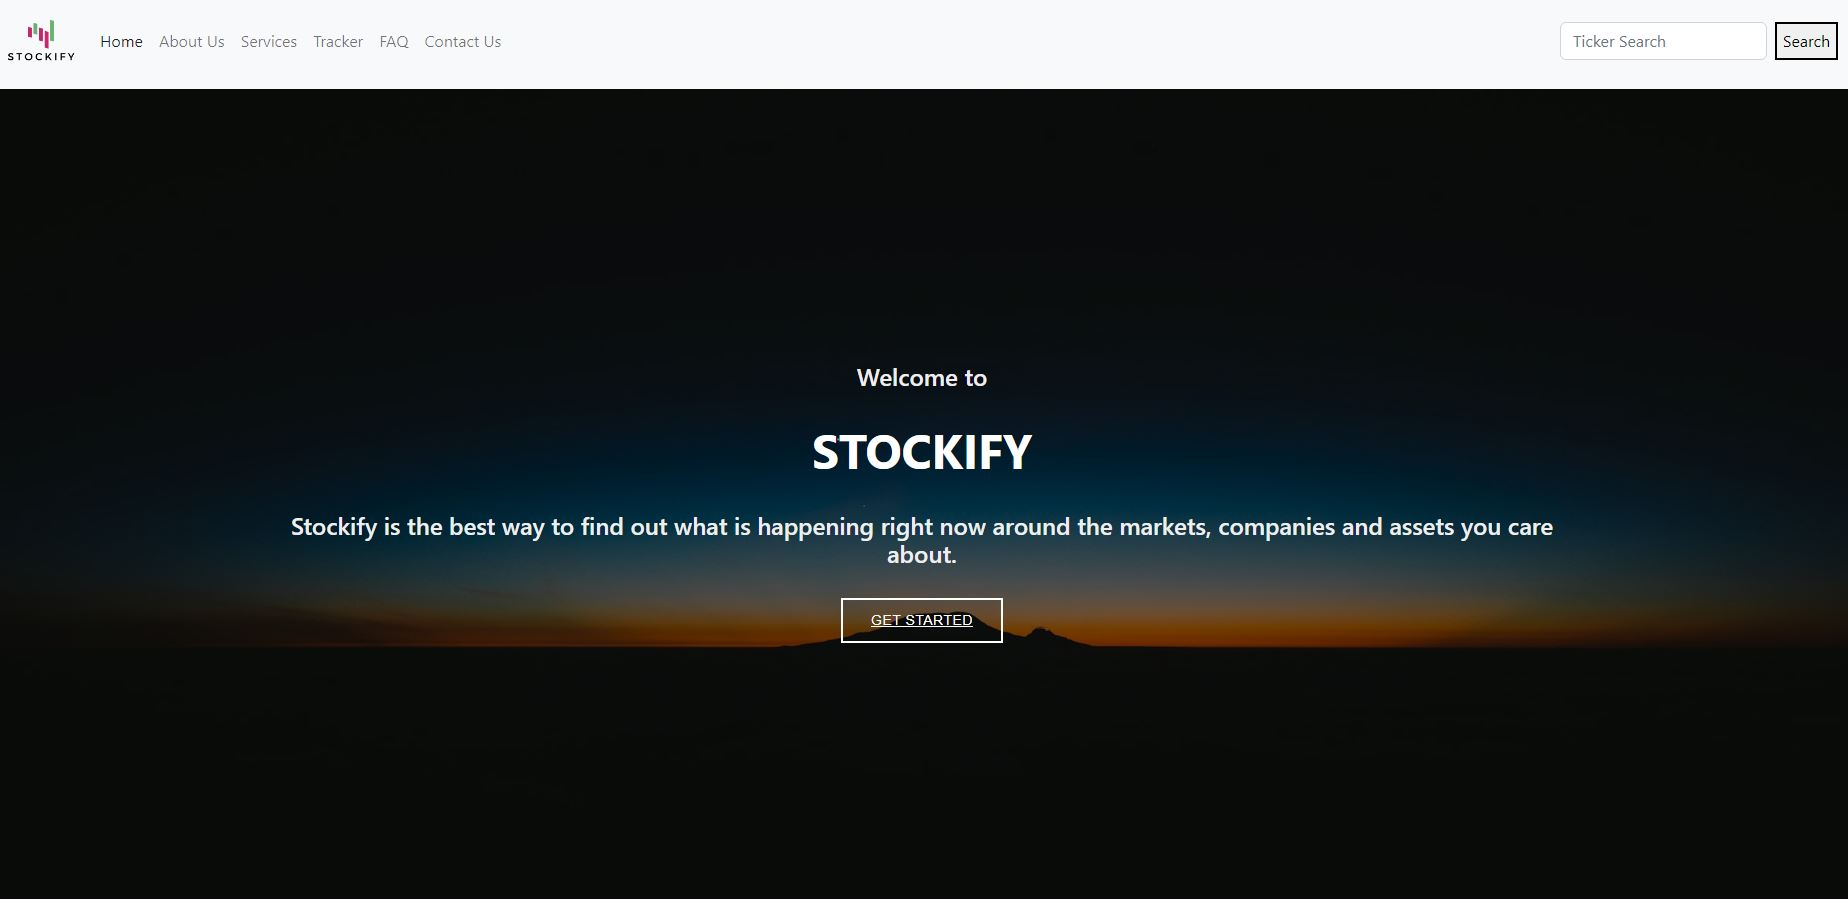 STOCKIFY
Home About Us Services Tracker FAQ Contact Us
Ticker Search Search
Welcome to
STOCKIFY
Stockify is the best way to find out what is happening right now around the markets, companies and assets you care
about.
GET STARTED